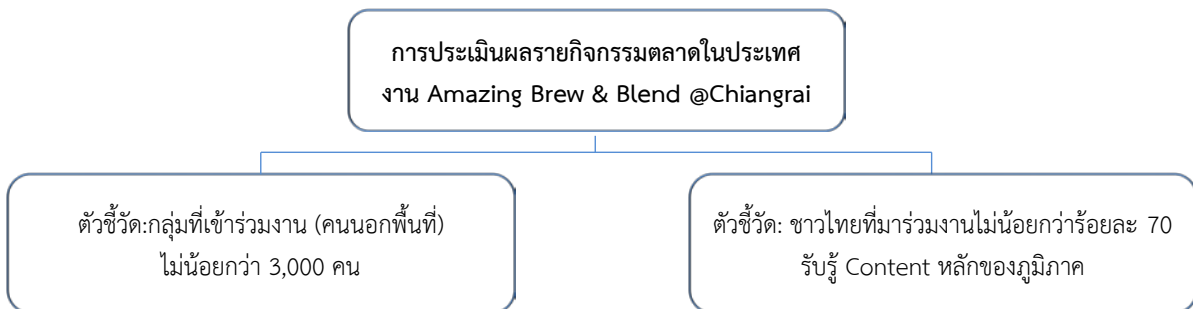 การประเมินผลรายกิจกรรมตลาดในประเทศ
งาน Amazing Brew & Blend @Chiangrai
ตัวชี้วัด:กลุ่มที่เข้าร่วมงาน (คนนอกพื้นที่)
ไม่น้อยกว่า 3,000 คน
ตัวชี้วัด: ชาวไทยที่มาร่วมงานไม่น้อยกว่าร้อยละ 70
รับรู้ Content หลักของภูมิภาค